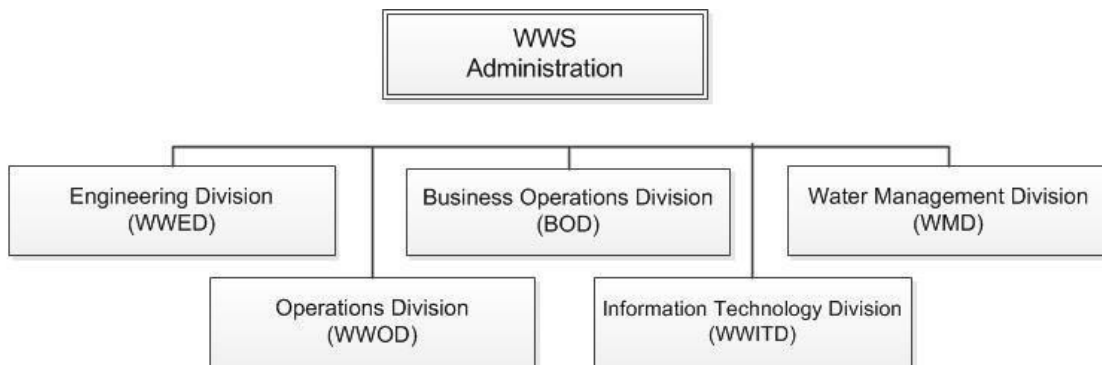 WWS
Administration
Engineering Division
(WWED)
Business Operations Division
(BOD)
Water Management Division
(WMD)
Operations Division
(WWOD)
Information Technology Division
(WWITD)